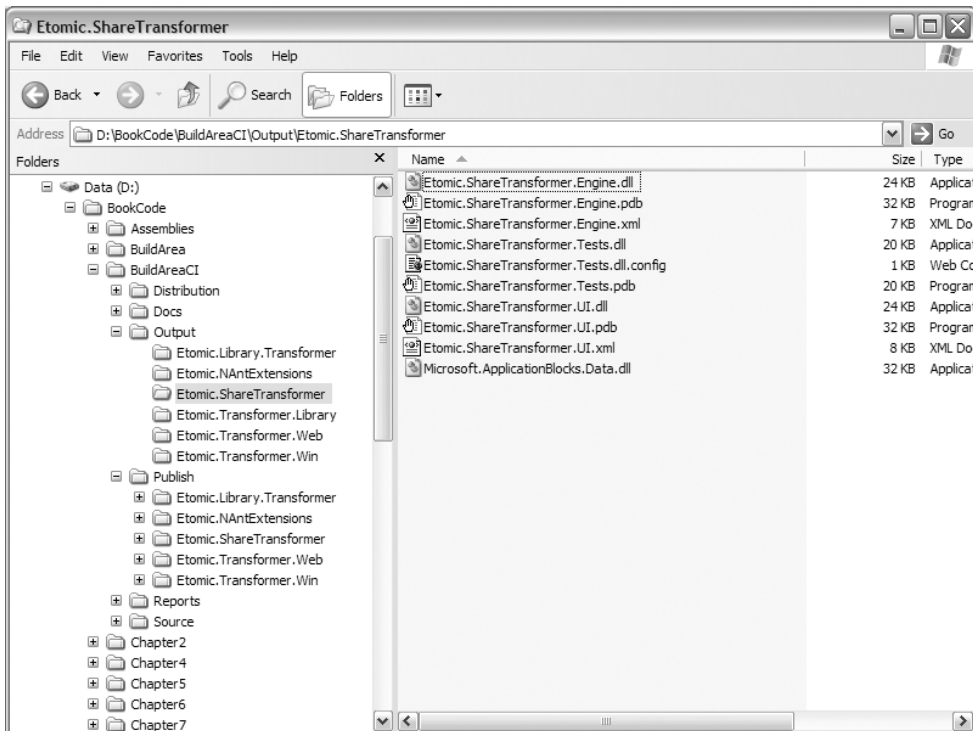 Etomic.ShareTransformer
File Edit View Favorites Tools Help
Back Search Folders
Address D:\BookCode\BuildAreaCI\Output\Etomic.ShareTransformer Go
Folders x
Name Size Type
Data (D:)
BookCode
Assemblies
BuildArea
BuildAreaCI
Distribution
Docs
Output
Etomic.Library.Transformer
Etomic.NAntExtensions
Etomic.ShareTransformer
Etomic.Transformer.Library
Etomic.Transformer.Web
Etomic.Transformer.Win
Publish
Etomic.Library.Transformer
Etomic.NAntExtensions
Etomic.ShareTransformer
Etomic.Transformer.Web
Etomic.Transformer.Win
Reports
Source
Chapter2
Chapter4
Chapter5
Chapter6
Chapter7
Etomic.ShareTransformer.Engine.dll 24 KB Applica
Etomic.ShareTransformer.Engine.pdb 32 KB Program
Etomic.ShareTransformer.Engine.xml 7 KB XML Do
Etomic.ShareTransformer.Tests.dll 20 KB Applica
Etomic.ShareTransformer.Tests.dll.config 1 KB Web Co
Etomic.ShareTransformer.Tests.pdb 20 KB Program
Etomic.ShareTransformer.UI.dll 24 KB Applica
Etomic.ShareTransformer.UI.pdb 32 KB Program
Etomic.ShareTransformer.UI.xml 8 KB XML Do
Microsoft.ApplicationBlocks.Data.dll 32 KB Applica